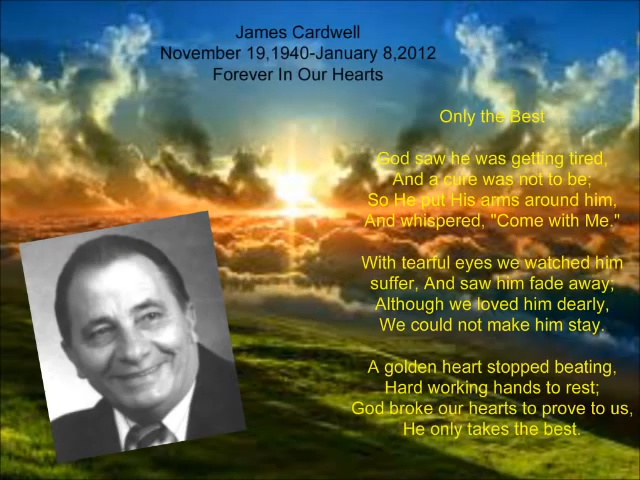 James Cardwell
November 19,1940-January 8,2012
Forever In Our Hearts
Only the Best
God saw he was getting tired,
And a cure was not to be;
So He put His arms around him,
And whispered, "Come with Me."
With tearful eyes we watched him
suffer, And saw him fade away;
Although we loved him dearly,
We could not make him stay.
A golden heart stopped beating,
Hard working hands to rest;
God broke our hearts to prove to us,
He only takes the best.